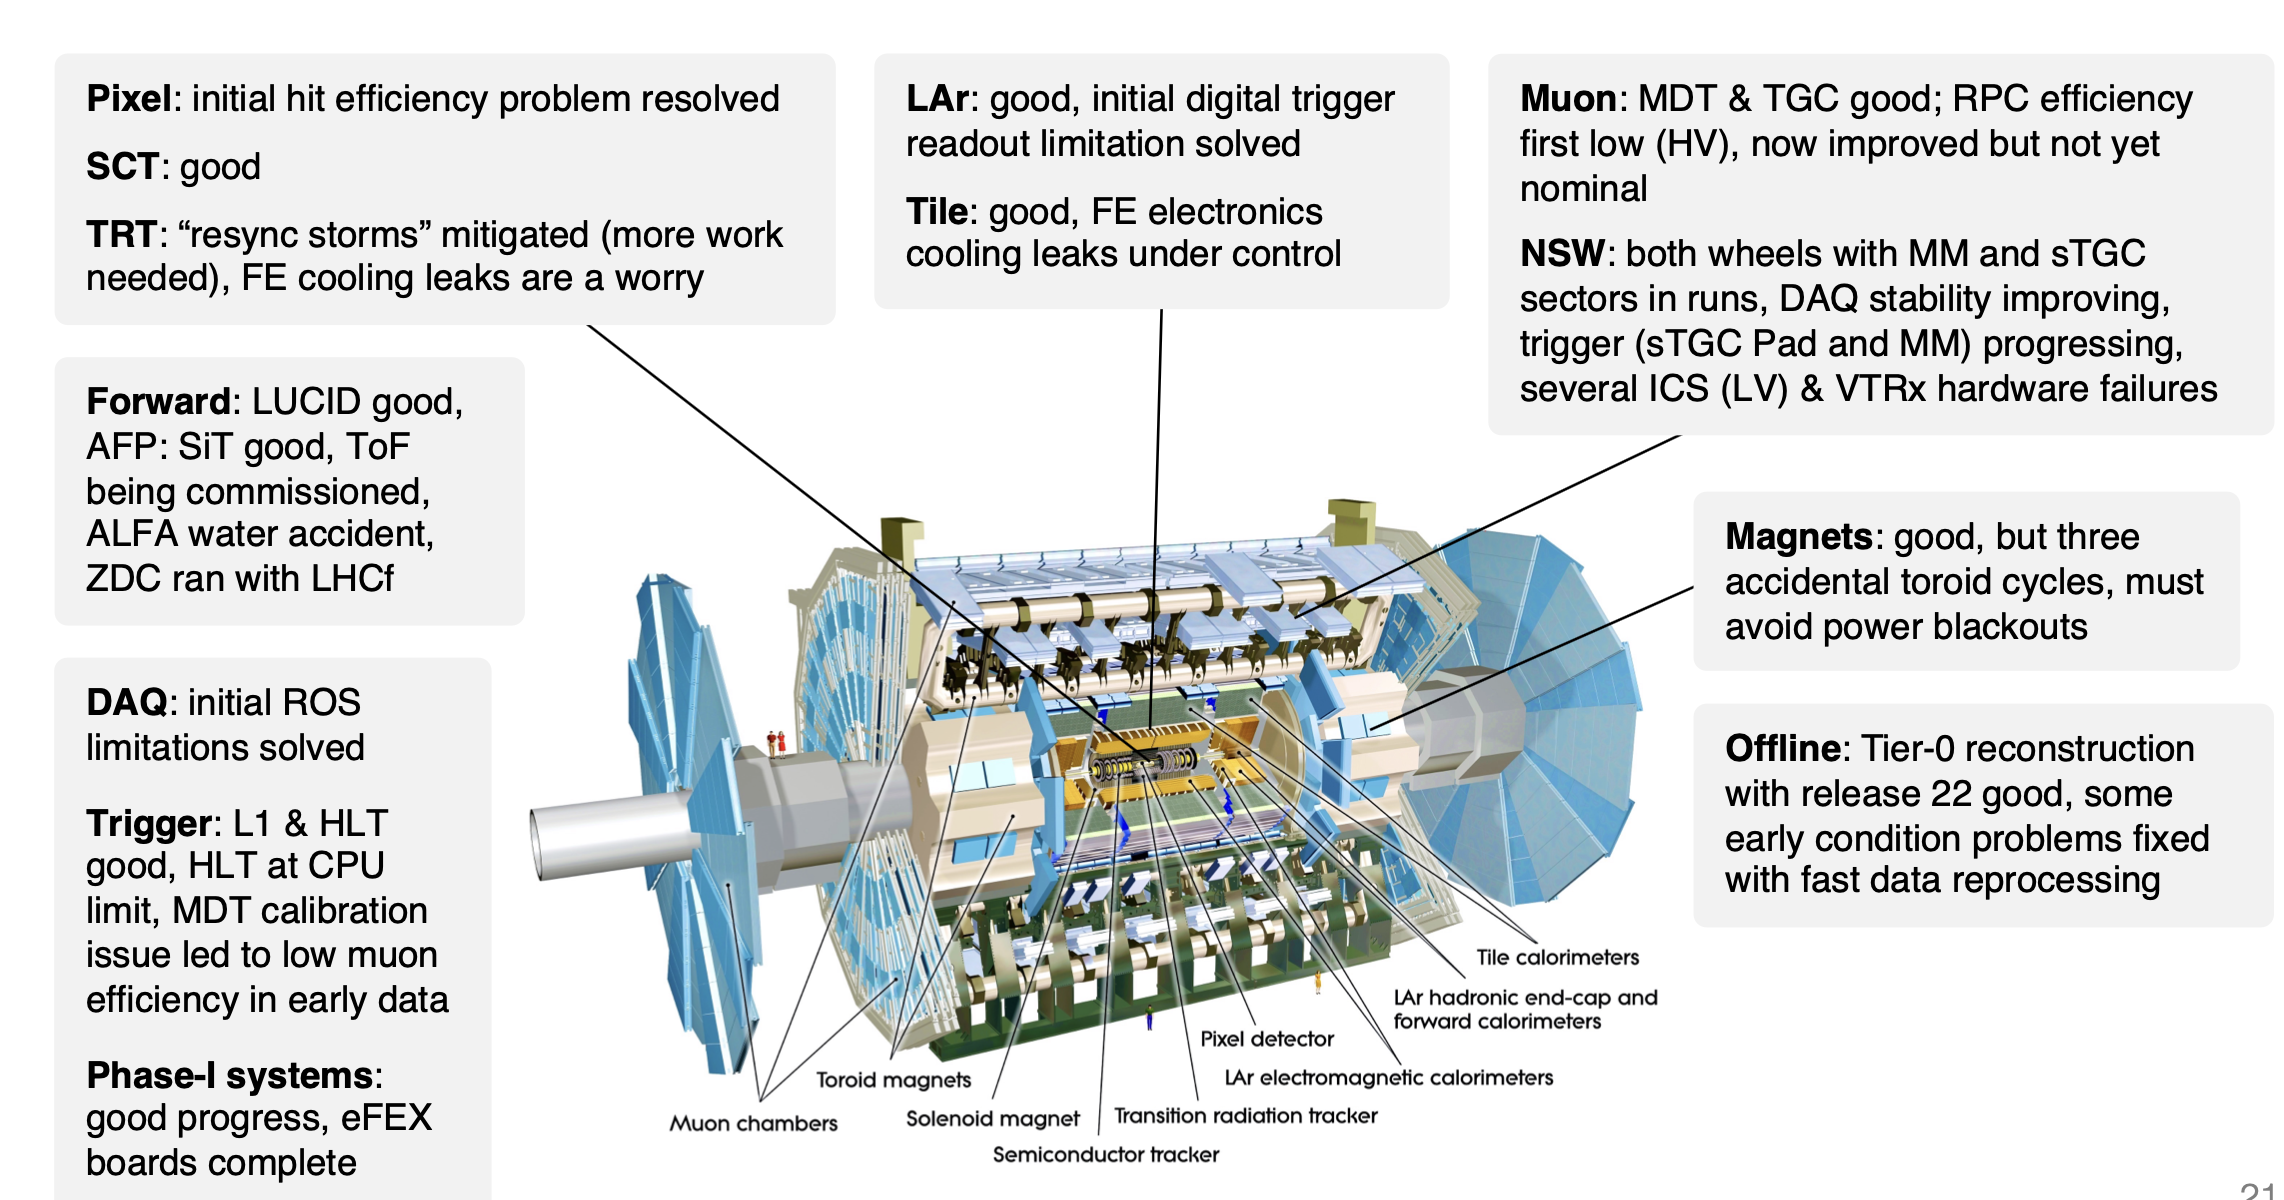 Pixel: initial hit efficiency problem resolved
SCT: good
TRT: “resync storms” mitigated (more work
needed), FE cooling leaks are a worry
LAr: good, initial digital trigger
readout limitation solved
Tile: good, FE electronics
cooling leaks under control
Muon: MDT & TGC good; RPC efficiency
first low (HV), now improved but not yet
nominal
NSW: both wheels with MM and sTGC
sectors in runs, DAQ stability improving,
trigger (sTGC Pad and MM) progressing,
several ICS (LV) & VTRx hardware failures
Forward: LUCID good,
AFP: SiT good, ToF
being commissioned,
ALFA water accident,
ZDC ran with LHCf
Magnets: good, but three
accidental toroid cycles, must
avoid power blackouts
DAQ: initial ROS
limitations solved
Trigger: L1 & HLT
good, HLT at CPU
limit, MDT calibration
issue led to low muon
efficiency in early data
Phase-I systems:
good progress, eFEX
boards complete
Offline: Tier-0 reconstruction
with release 22 good, some
early condition problems fixed
with fast data reprocessing
Tile calorimeters
LAr hadronic end-cap and
forward calorimeters
Pixel detector
LAr electromagnetic calorimeters
Toroid magnets
Muon chambers
Solenoid magnet
Transition radiation tracker
Semiconductor tracker
21